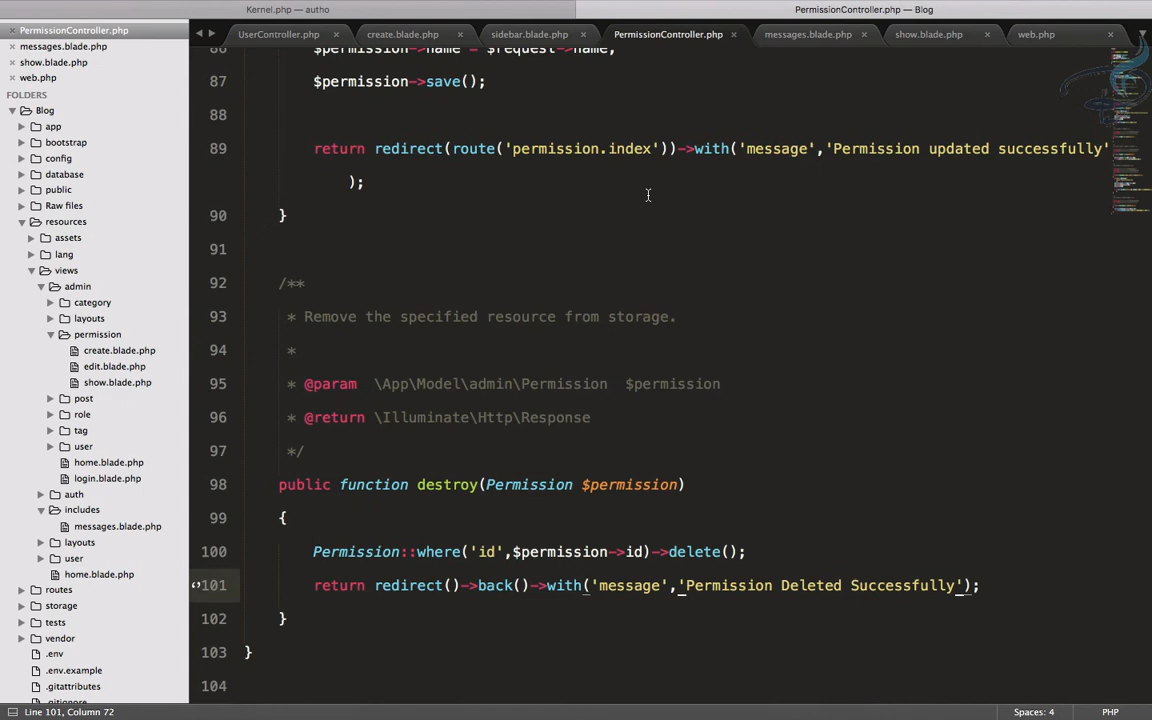 Kernel.php — autho
PermissionController.php — Blog
PermissionController.php
messages.blade.php
show.blade.php
web.php
FOLDERS
Blog
app
bootstrap
config
database
public
Raw files
resources
assets
lang
views
admin
category
layouts
permission
create.blade.php
edit.blade.php
show.blade.php
post
role
tag
user
home.blade.php
login.blade.php
auth
includes
messages.blade.php
layouts
user
home.blade.php
routes
storage
tests
vendor
.env
.env.example
.gitattributes
.gitignore
UserController.php × create.blade.php × sidebar.blade.php × PermissionController.php × messages.blade.php × show.blade.php × web.php ×
86 $permission->name = $request->name;
87 $permission->save();
88
89 return redirect(route('permission.index'))->with('message','Permission updated successfully'
);
90 }
91
92 /**
93 * Remove the specified resource from storage.
94 *
95 * @param \App\Model\admin\Permission $permission
96 * @return \Illuminate\Http\Response
97 */
98 public function destroy(Permission $permission)
99 {
100 Permission::where('id',$permission->id)->delete();
101 return redirect()->back()->with('message','Permission Deleted Successfully');
102 }
103 }
104
Line 101, Column 72
Spaces: 4
PHP